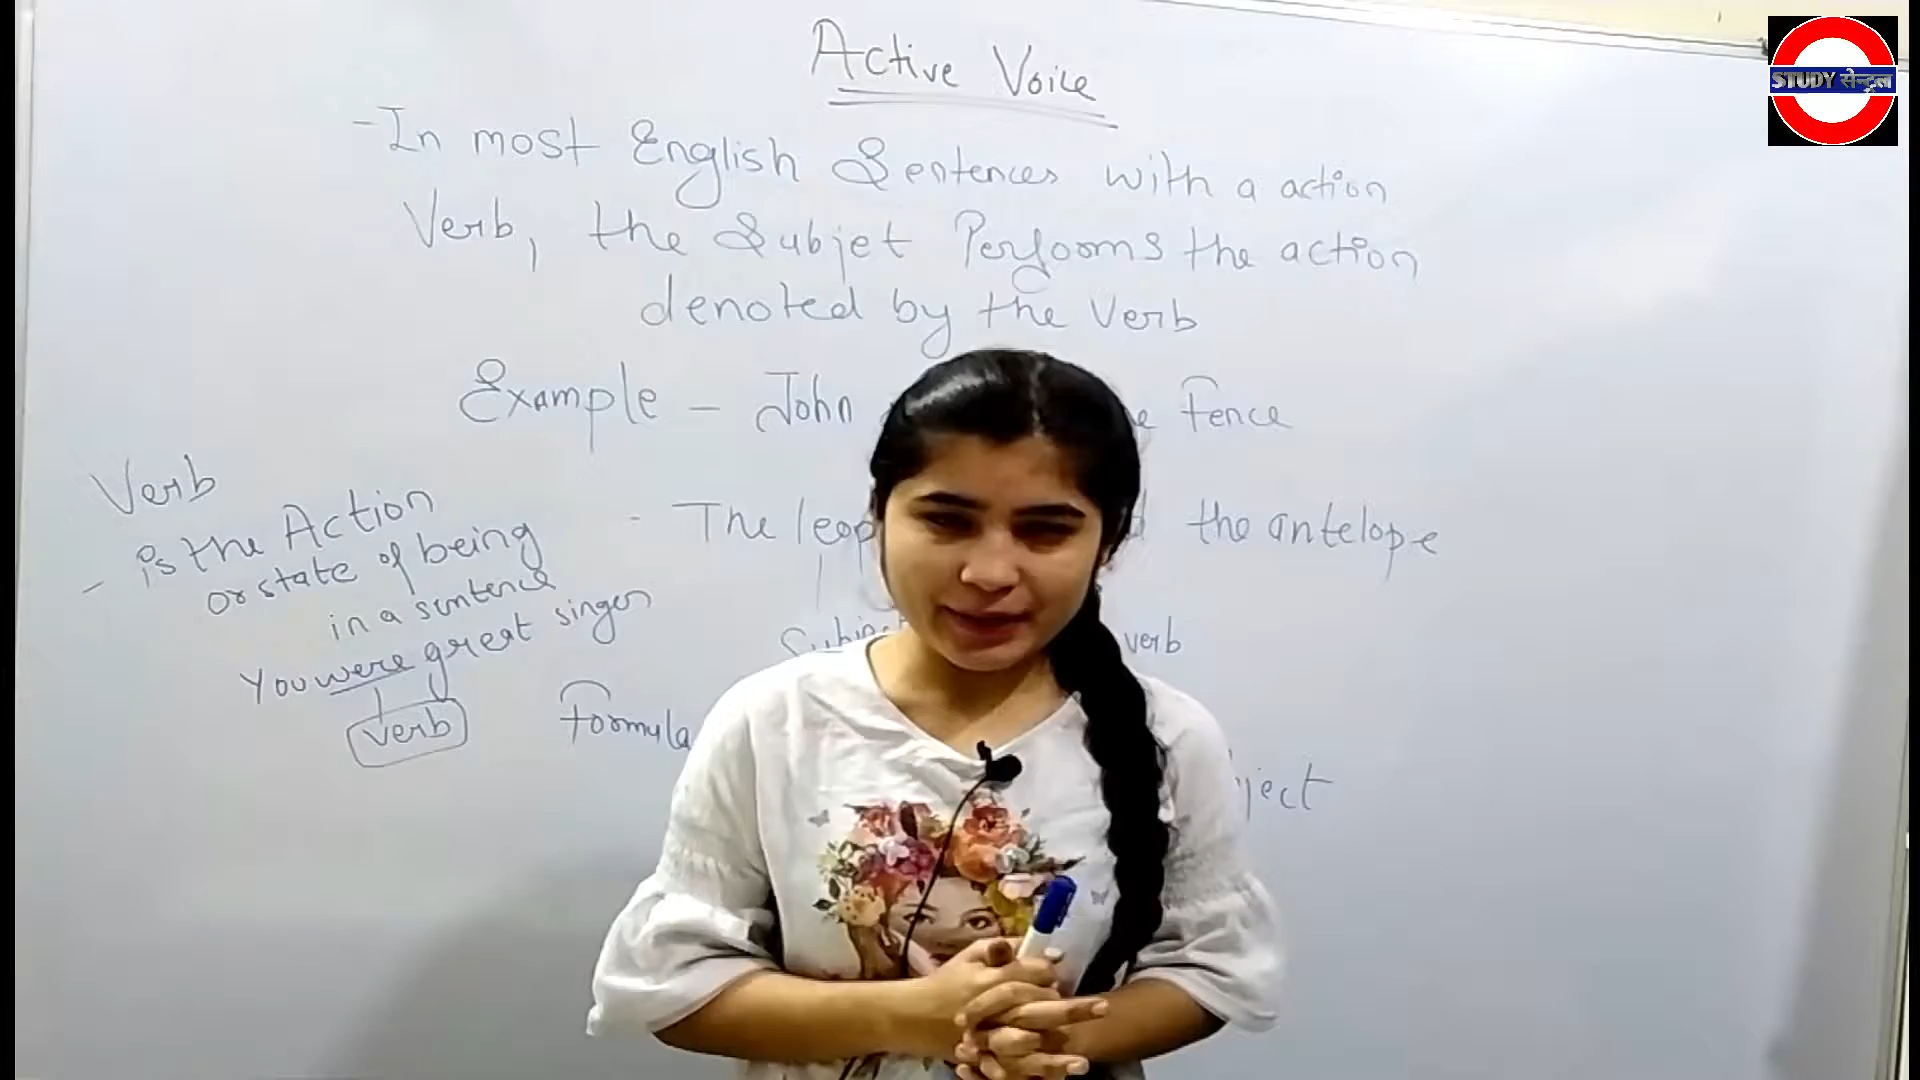 Active Voice
- In most English Sentences with a action
Verb, the Subjet Performs the action
denoted by the Verb
Example - John Fence
- The the antelope
verb
Formula
Verb
- is the Action
or state of being
in a sentence
You were great singer
verb
STUDY सेन्ट्रल